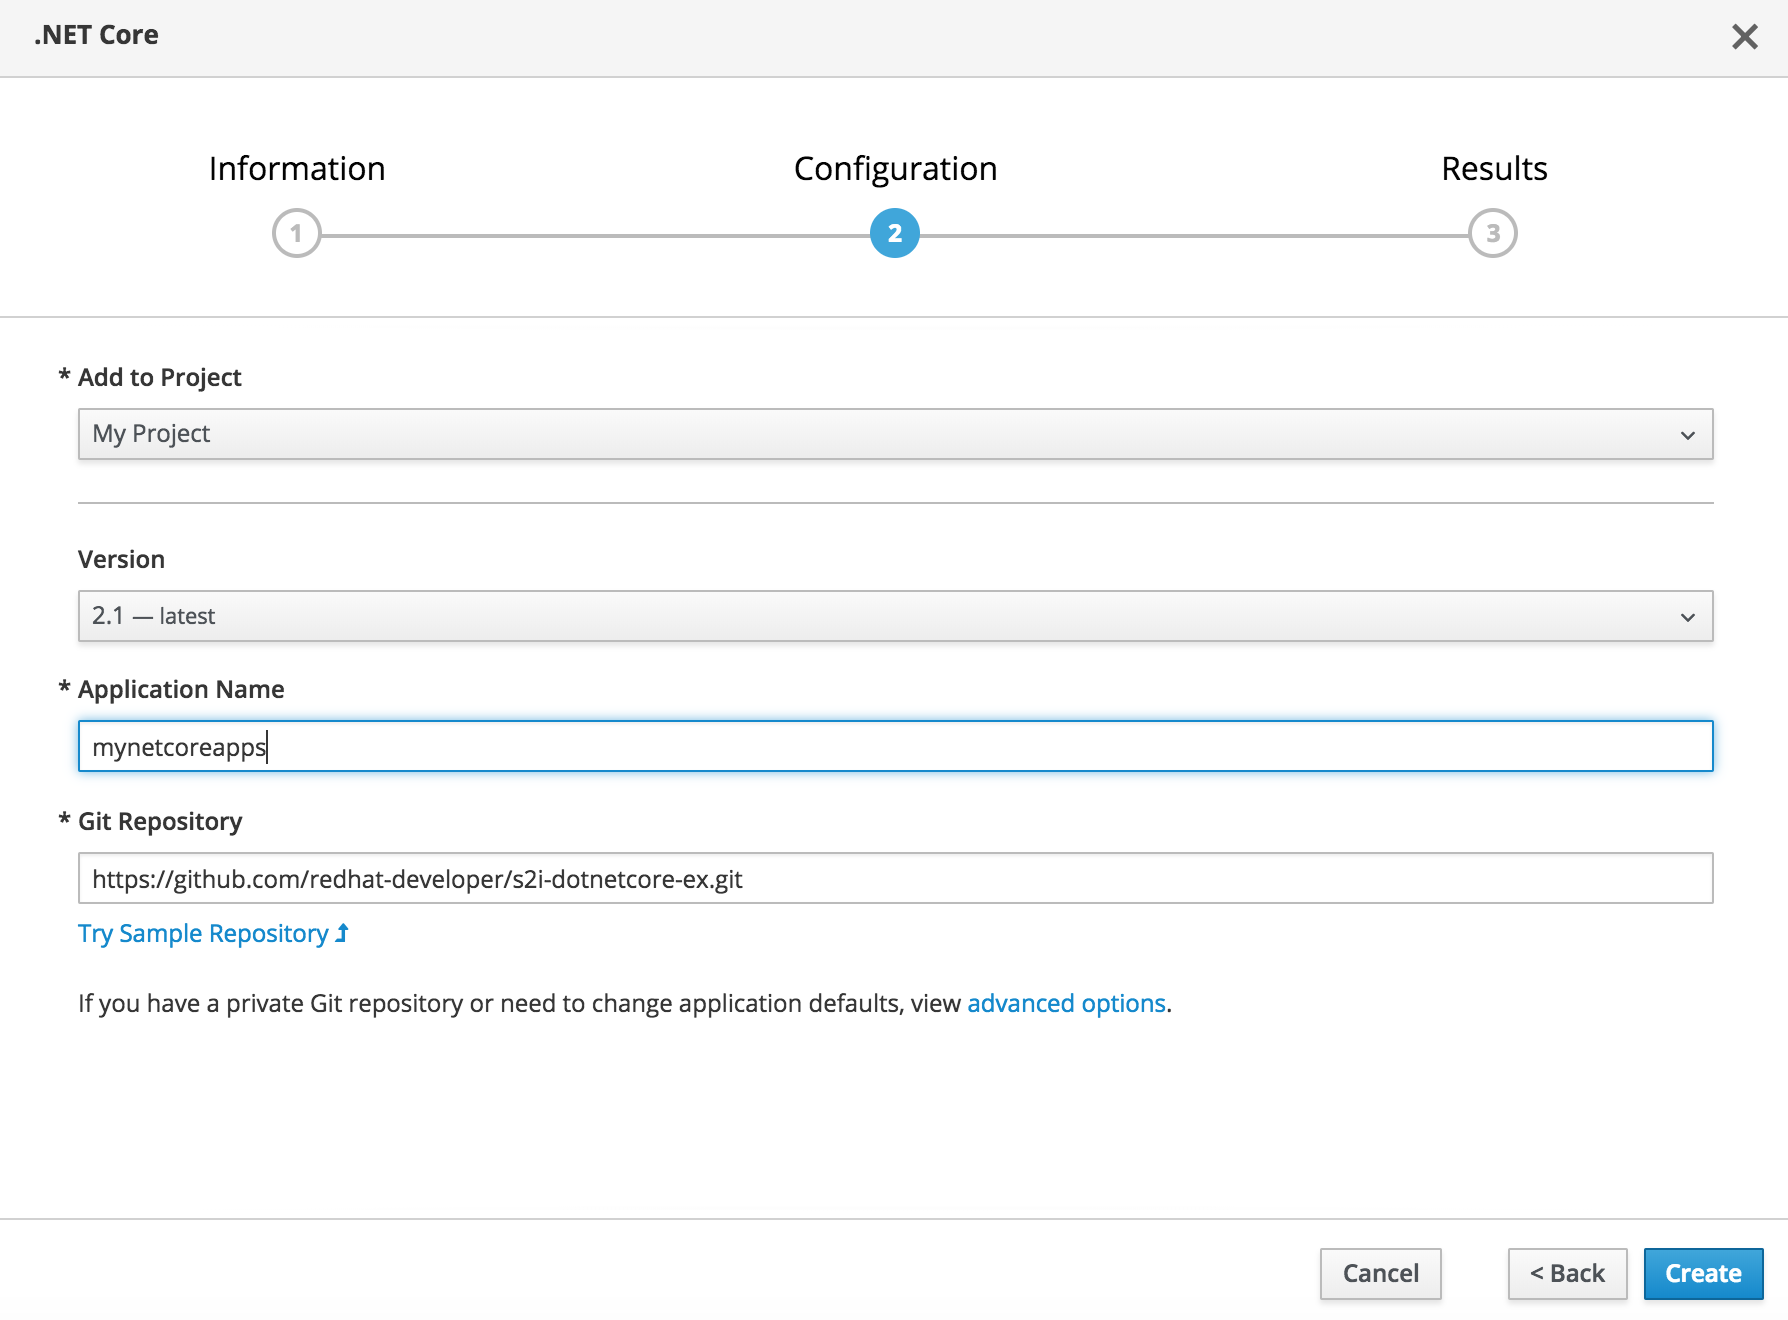 .NET Core
Information Configuration Results
1 2 3
* Add to Project
My Project
Version
2.1 — latest
* Application Name
mynetcoreapps
* Git Repository
https://github.com/redhat-developer/s2i-dotnetcore-ex.git
Try Sample Repository
If you have a private Git repository or need to change application defaults, view advanced options.
Cancel < Back Create